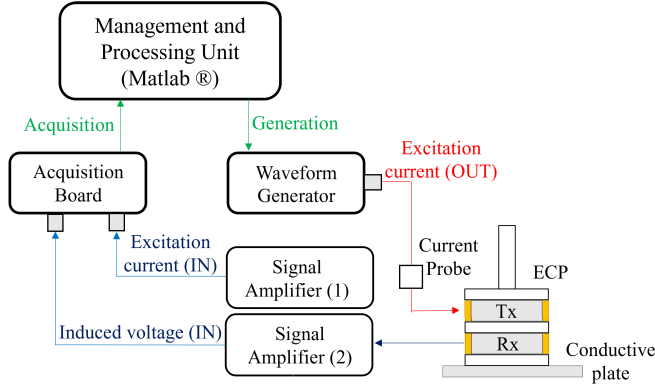 Management and
Processing Unit
(Matlab ®)
Acquisition
Generation
Acquisition
Board
Waveform
Generator
Excitation
current (OUT)
Excitation
current (IN)
Signal
Amplifier (1)
Current
Probe
ECP
Tx
Induced voltage (IN)
Signal
Amplifier (2)
Rx
Conductive
plate